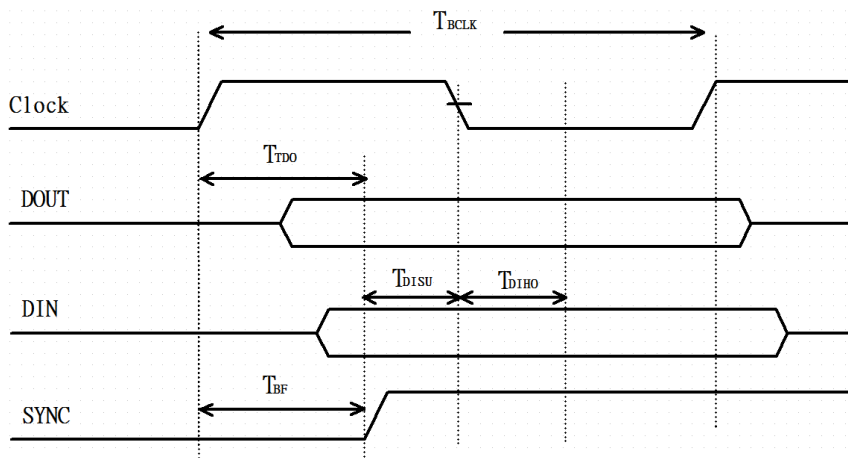 TBCLK
Clock
TTDO
DOUT
TDISU
TDIHO
DIN
TBF
SYNC